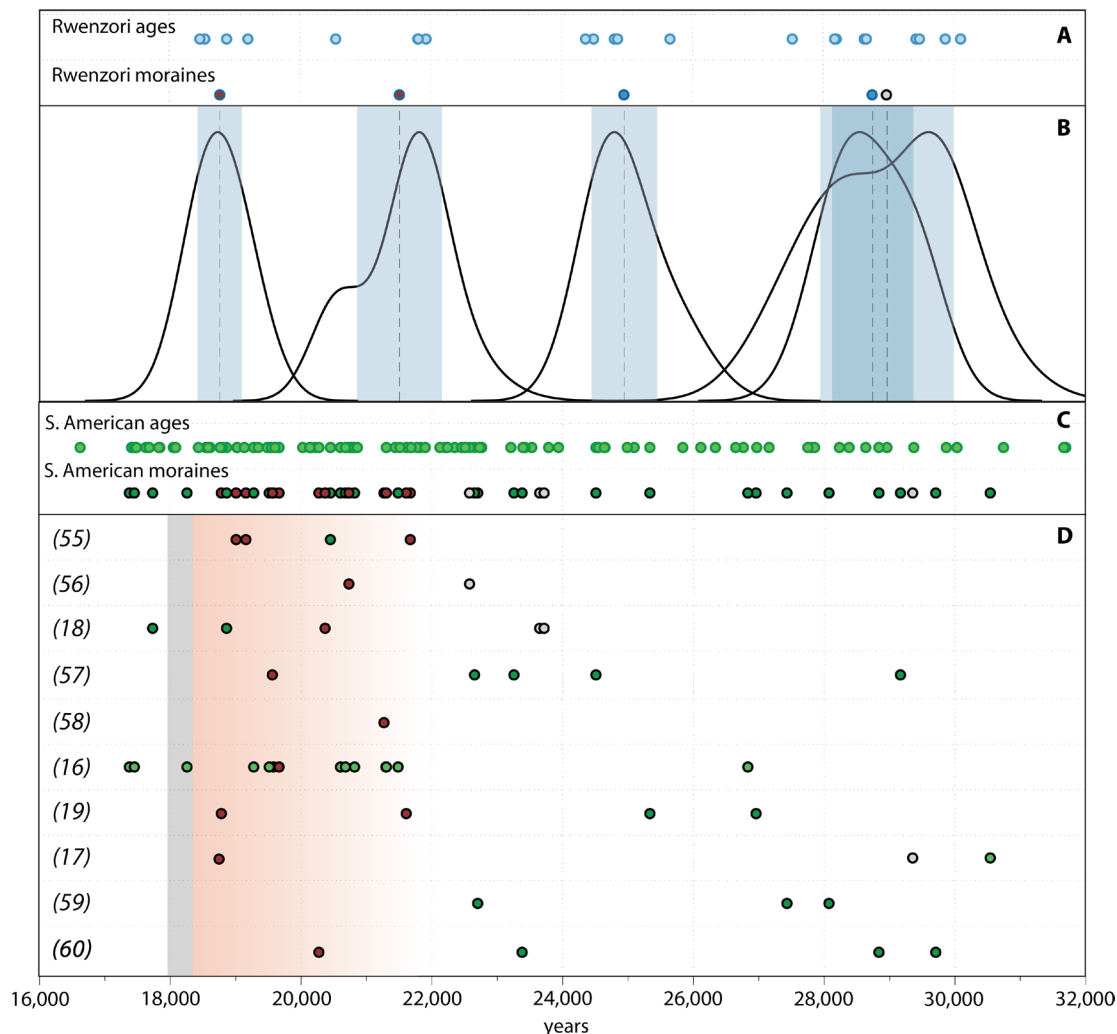 Rwenzori ages
A
Rwenzori moraines
B
S. American ages
C
S. American moraines
(55)
D
(56)
(18)
(57)
(58)
(16)
(19)
(17)
(59)
(60)
16,000 18,000 20,000 22,000 24,000 26,000 28,000 30,000 32,000
years